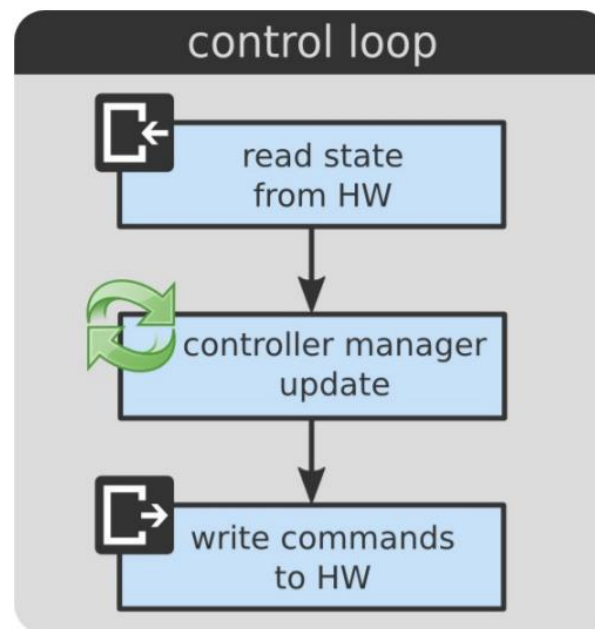 control loop
read state
from HW
controller manager
update
write commands
to HW